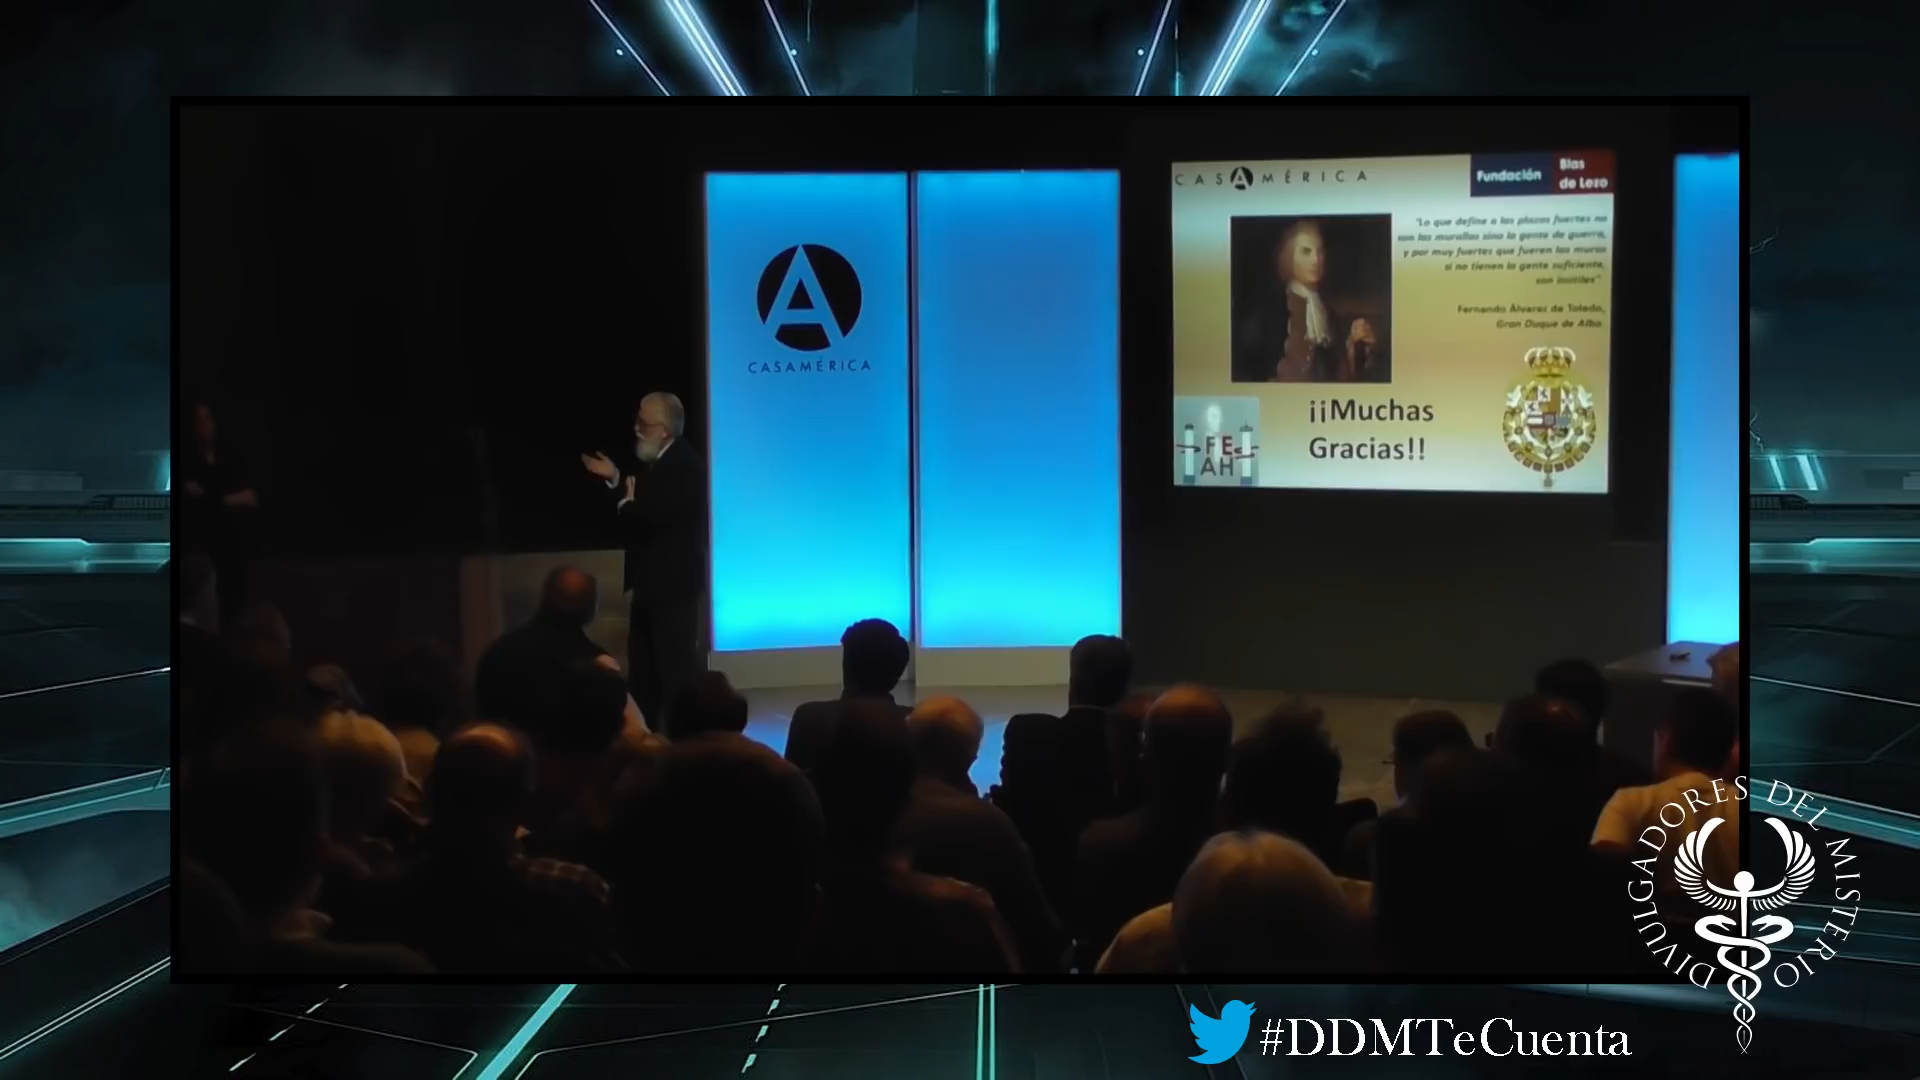 CASAMÉRICA
CASAMÉRICA
Fundación
Blas
de Lezo
"Lo que define a las plazas fuertes no
son las murallas sino la gente de guerra,
y por muy fuertes que fueren los muros
si no tienen la gente suficiente,
son inútiles"
Fernando Álvarez de Toledo,
Gran Duque de Alba
¡¡Muchas
Gracias!!
FE
AH
DIVULGADORES DEL MISTERIO
#DDMTeCuenta